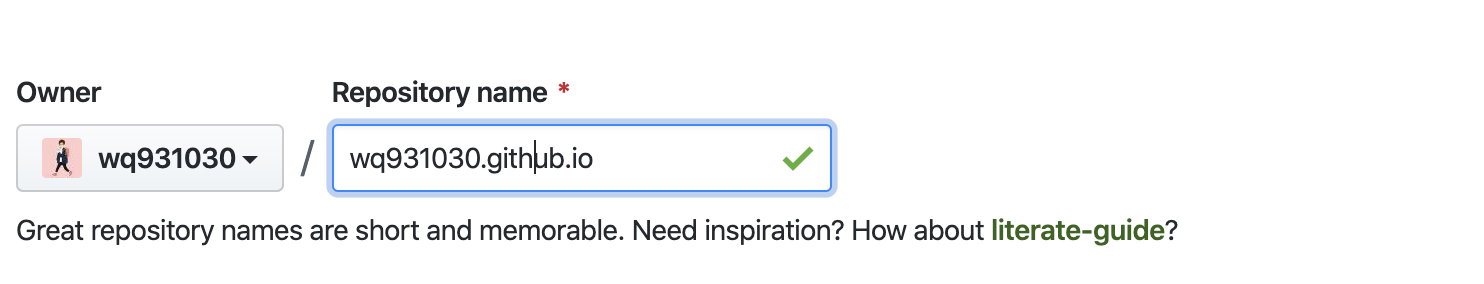 Owner
Repository name *
wq931030 / wq931030.github.io
Great repository names are short and memorable. Need inspiration? How about literate-guide?